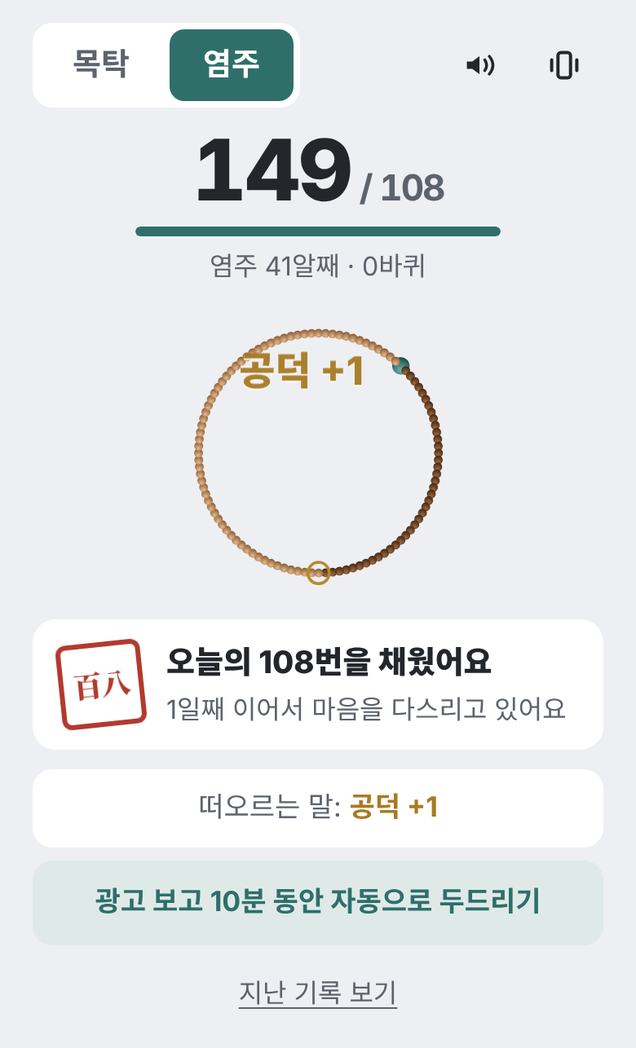 목탁 염주
149 / 108
염주 41알째 · 0바퀴
공덕 +1
百八
오늘의 108번을 채웠어요
1일째 이어서 마음을 다스리고 있어요
떠오르는 말: 공덕 +1
광고 보고 10분 동안 자동으로 두드리기
지난 기록 보기